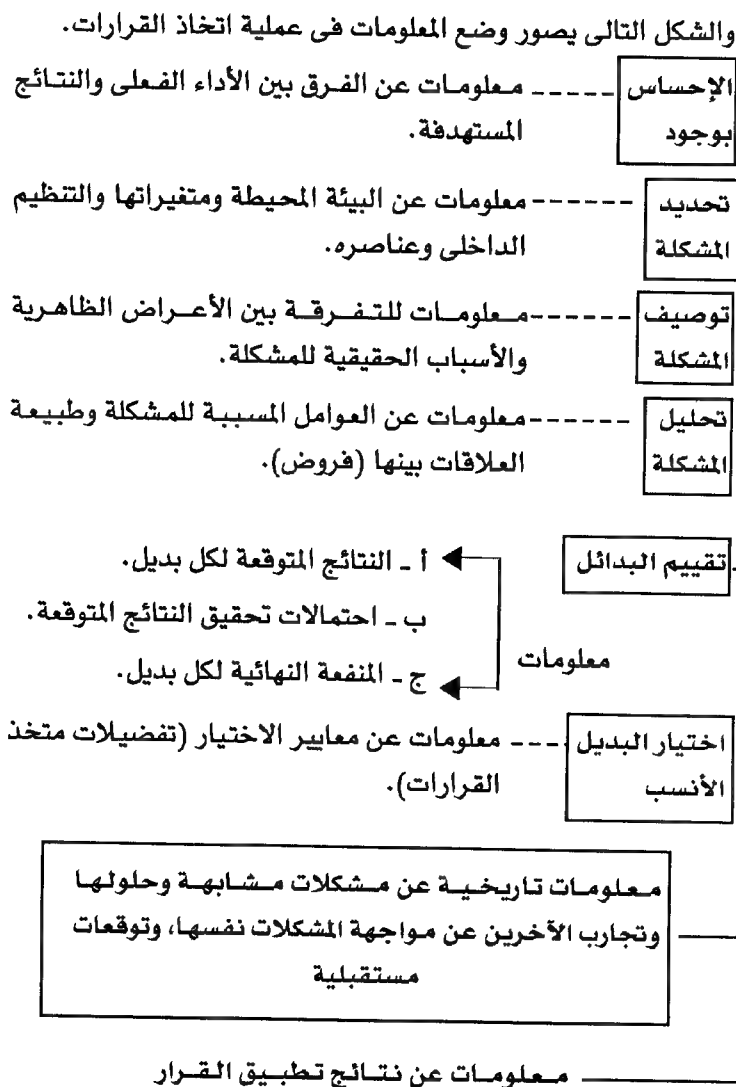 والشكل التالى يصور وضع المعلومات فى عملية اتخاذ القرارات.
الإحساس ----- معلومات عن الفرق بين الأداء الفعلى والنتائج
بوجود المستهدفة.
تحديد ------ معلومات عن البيئة المحيطة ومتغيراتها والتنظيم
المشكلة الداخلى وعناصره.
توصيف ------ معلومات للتفرقة بين الأعراض الظاهرية
المشكلة والأسباب الحقيقية للمشكلة.
تحليل ------ معلومات عن العوامل المسببة للمشكلة وطبيعة
المشكلة العلاقات بينها (فروض).
تقييم البدائل أ ـ النتائج المتوقعة لكل بديل.
ب ـ احتمالات تحقيق النتائج المتوقعة.
معلومات
ج ـ المنفعة النهائية لكل بديل.
اختيار البديل --- معلومات عن معايير الاختيار (تفضيلات متخذ
الأنسب القرارات).
معلومات تاريخية عن مشكلات مشابهة وحلولها
وتجارب الآخرين عن مواجهة المشكلات نفسها، وتوقعات
مستقبلية
معلومات عن نتائج تطبيق القرار